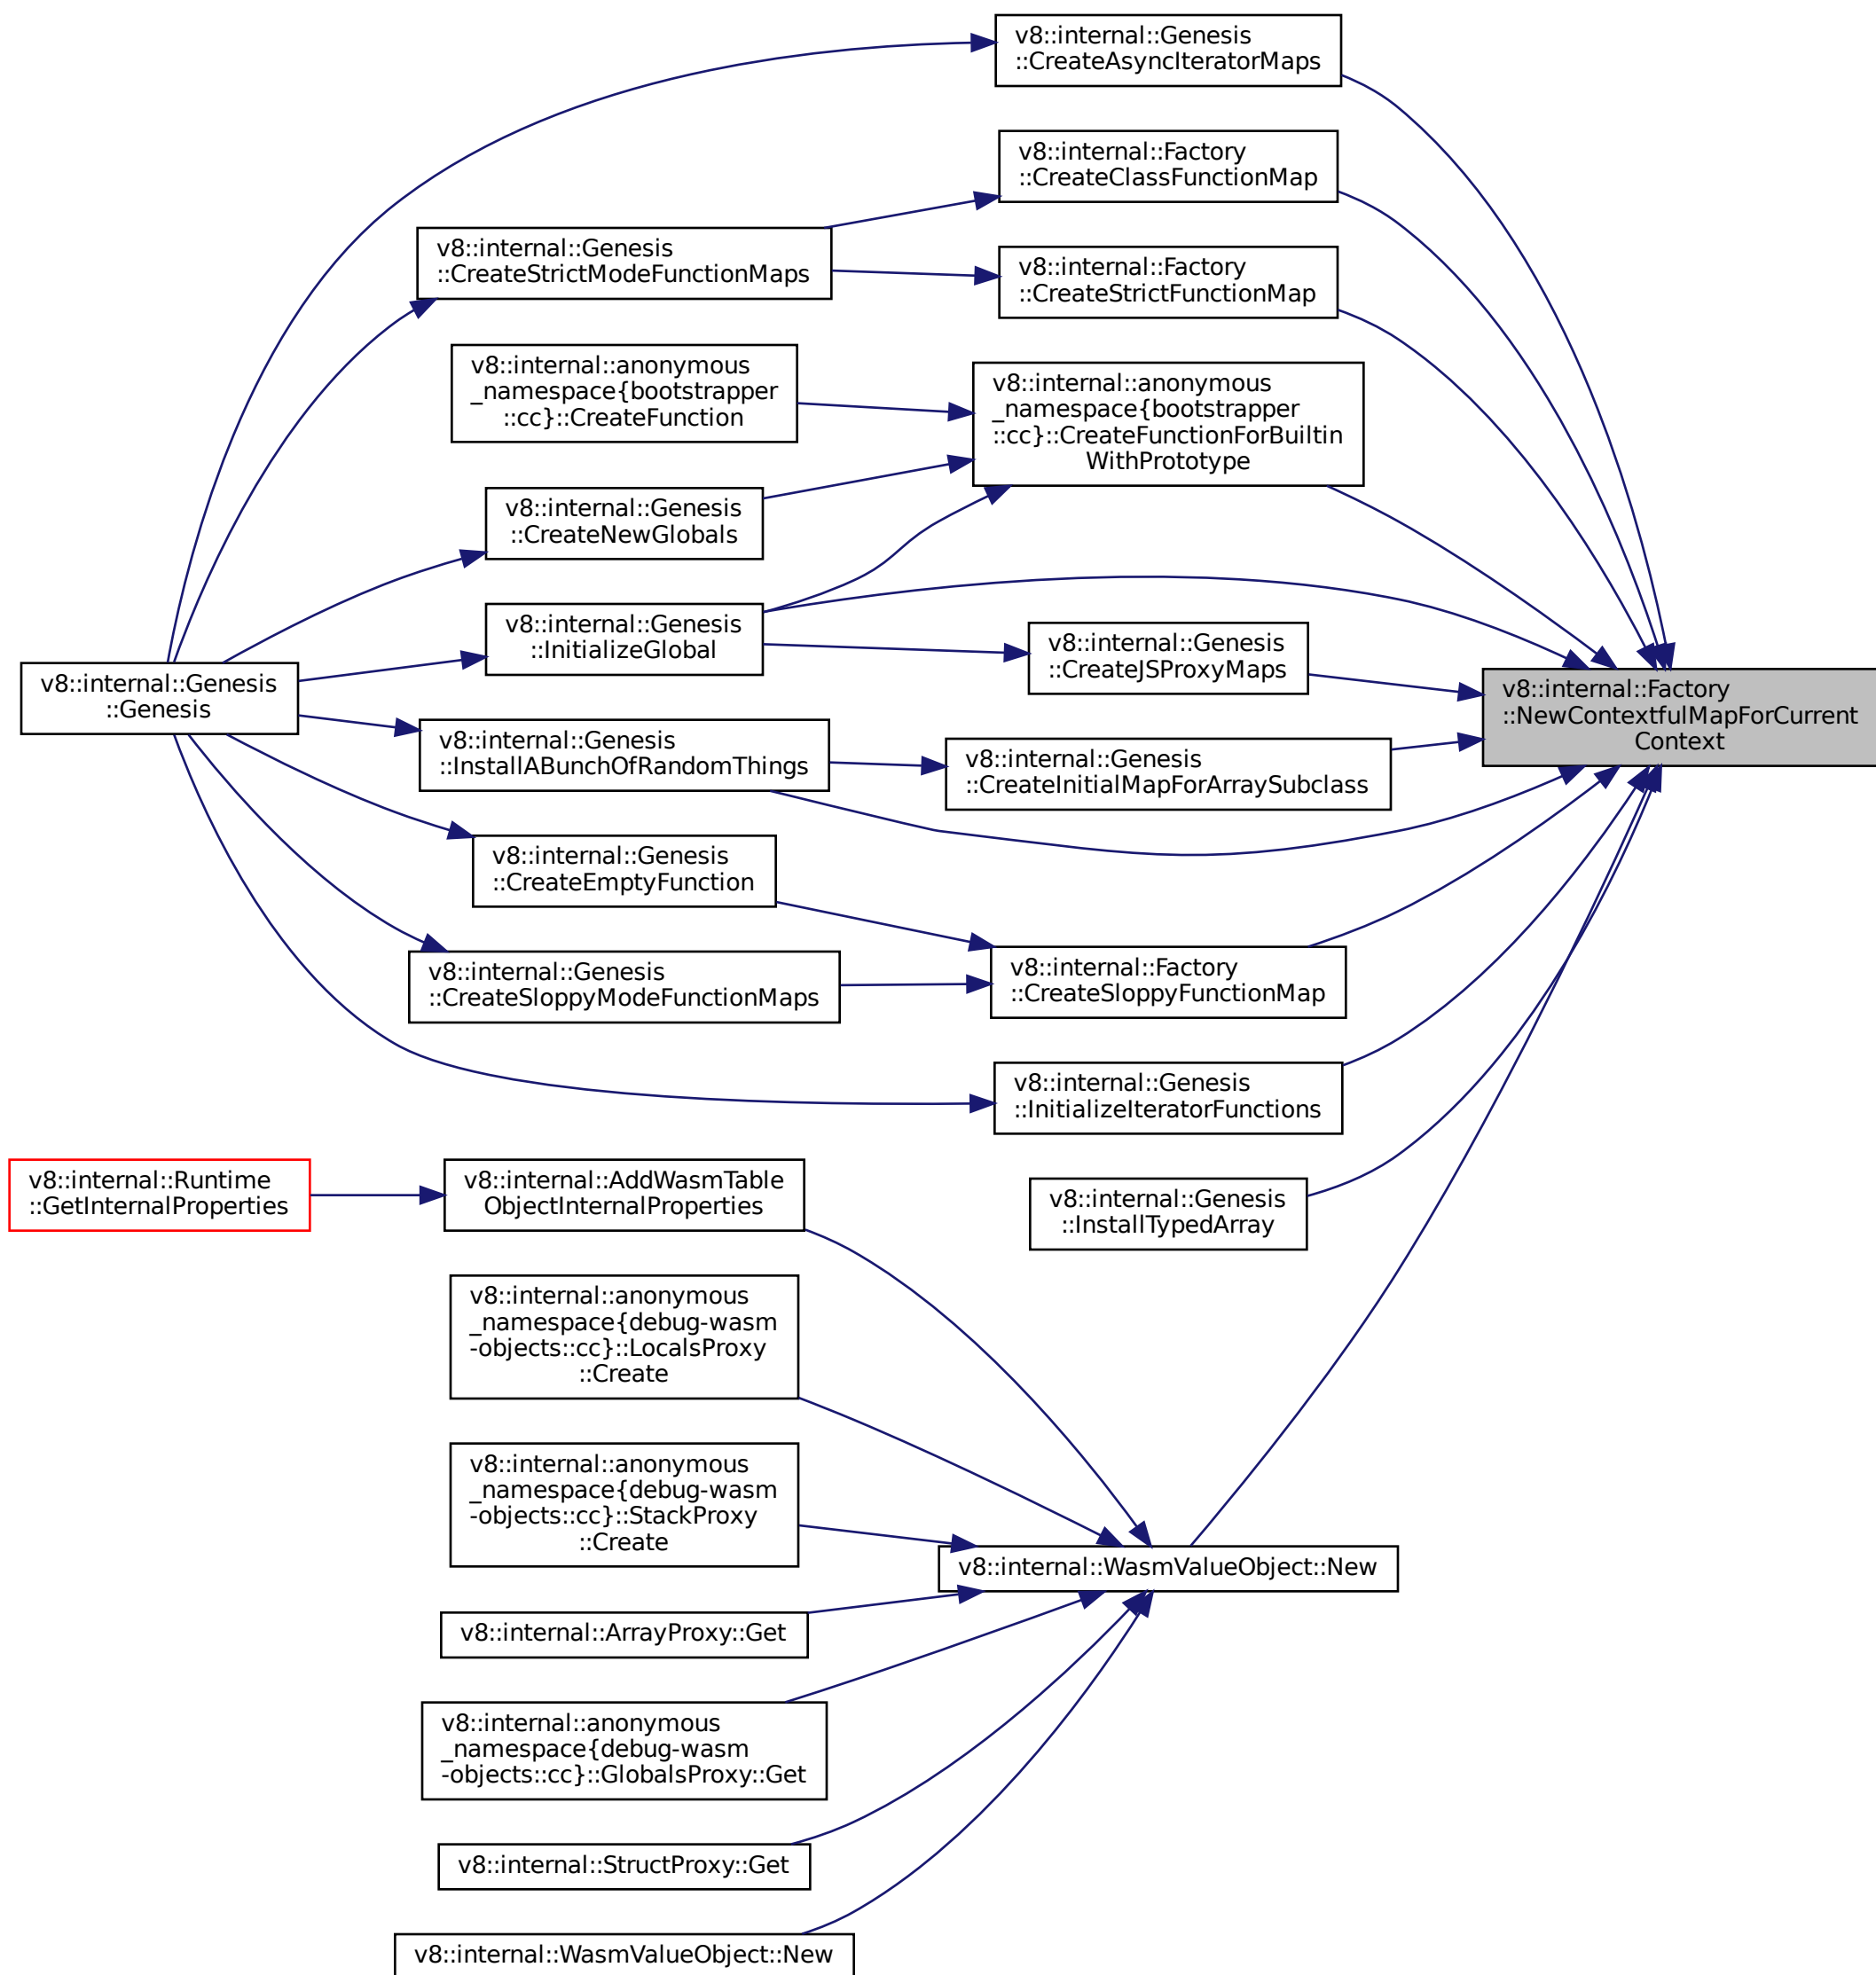 v8::internal::Genesis
::CreateAsyncIteratorMaps
v8::internal::Factory
::CreateClassFunctionMap
v8::internal::Genesis
::CreateStrictModeFunctionMaps
v8::internal::Factory
::CreateStrictFunctionMap
v8::internal::anonymous
_namespace{bootstrapper
::cc}::CreateFunction
v8::internal::anonymous
_namespace{bootstrapper
::cc}::CreateFunctionForBuiltin
WithPrototype
v8::internal::Genesis
::CreateNewGlobals
v8::internal::Genesis
::InitializeGlobal
v8::internal::Genesis
::CreateJSProxyMaps
v8::internal::Genesis
::Genesis
v8::internal::Factory
::NewContextfulMapForCurrent
Context
v8::internal::Genesis
::InstallABunchOfRandomThings
v8::internal::Genesis
::CreateInitialMapForArraySubclass
v8::internal::Genesis
::CreateEmptyFunction
v8::internal::Genesis
::CreateSloppyModeFunctionMaps
v8::internal::Factory
::CreateSloppyFunctionMap
v8::internal::Genesis
::InitializeIteratorFunctions
v8::internal::Runtime
::GetInternalProperties
v8::internal::AddWasmTable
ObjectInternalProperties
v8::internal::Genesis
::InstallTypedArray
v8::internal::anonymous
_namespace{debug-wasm
-objects::cc}::LocalsProxy
::Create
v8::internal::anonymous
_namespace{debug-wasm
-objects::cc}::StackProxy
::Create
v8::internal::WasmValueObject::New
v8::internal::ArrayProxy::Get
v8::internal::anonymous
_namespace{debug-wasm
-objects::cc}::GlobalsProxy::Get
v8::internal::StructProxy::Get
v8::internal::WasmValueObject::New